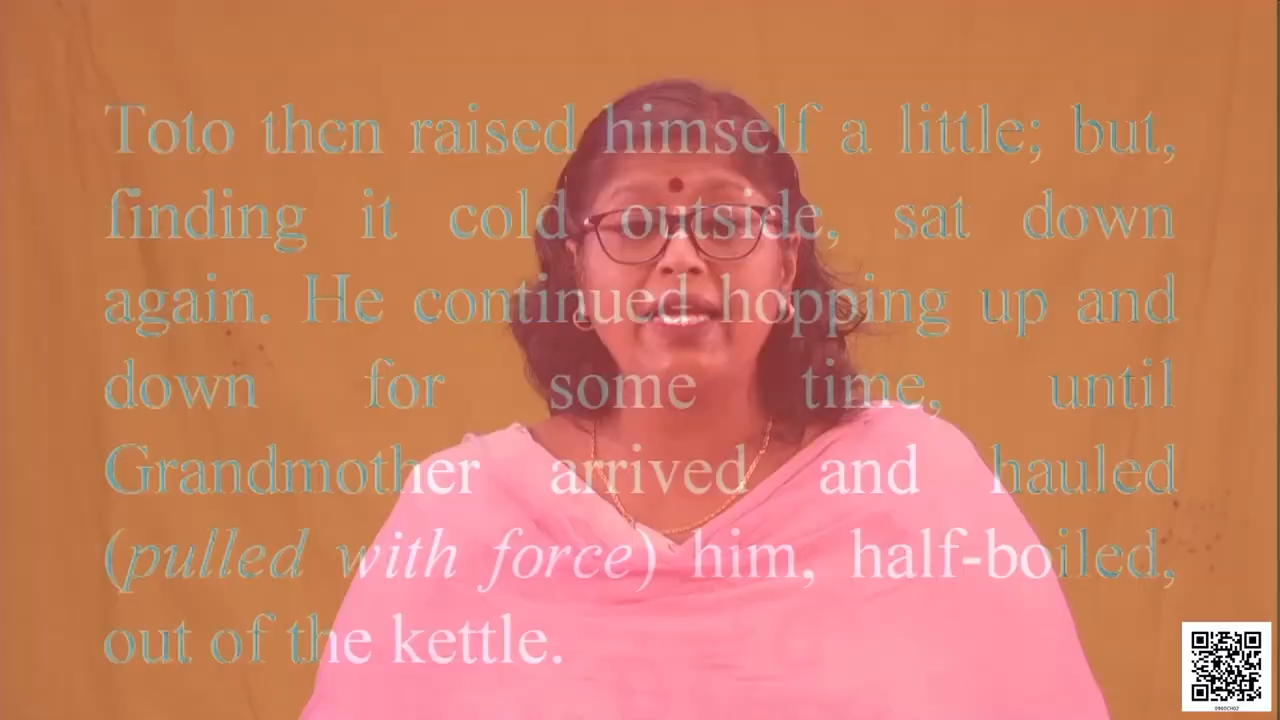 Toto then raised himself a little; but,
finding it cold outside, sat down
again. He continued hopping up and
down for some time, until
Grandmother arrived and hauled
(pulled with force) him, half-boiled,
out of the kettle.